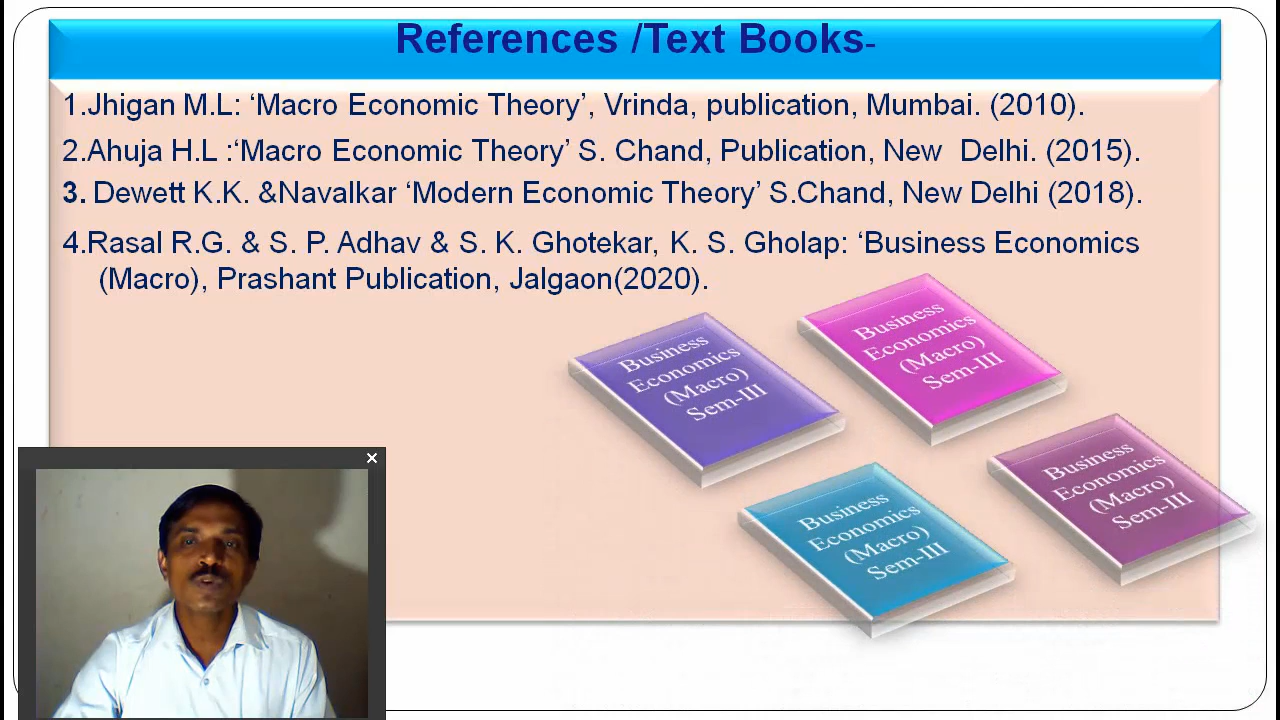 References /Text Books-
1.Jhigan M.L: ‘Macro Economic Theory’, Vrinda, publication, Mumbai. (2010).
2.Ahuja H.L :‘Macro Economic Theory’ S. Chand, Publication, New  Delhi. (2015).
3. Dewett K.K. &Navalkar ‘Modern Economic Theory’ S.Chand, New Delhi (2018).
4.Rasal R.G. & S. P. Adhav & S. K. Ghotekar, K. S. Gholap: ‘Business Economics
(Macro), Prashant Publication, Jalgaon(2020).
Business
Economics
(Macro)
Sem-III
Business
Economics
(Macro)
Sem-III
Business
Economics
(Macro)
Sem-III
Business
Economics
(Macro)
Sem-III